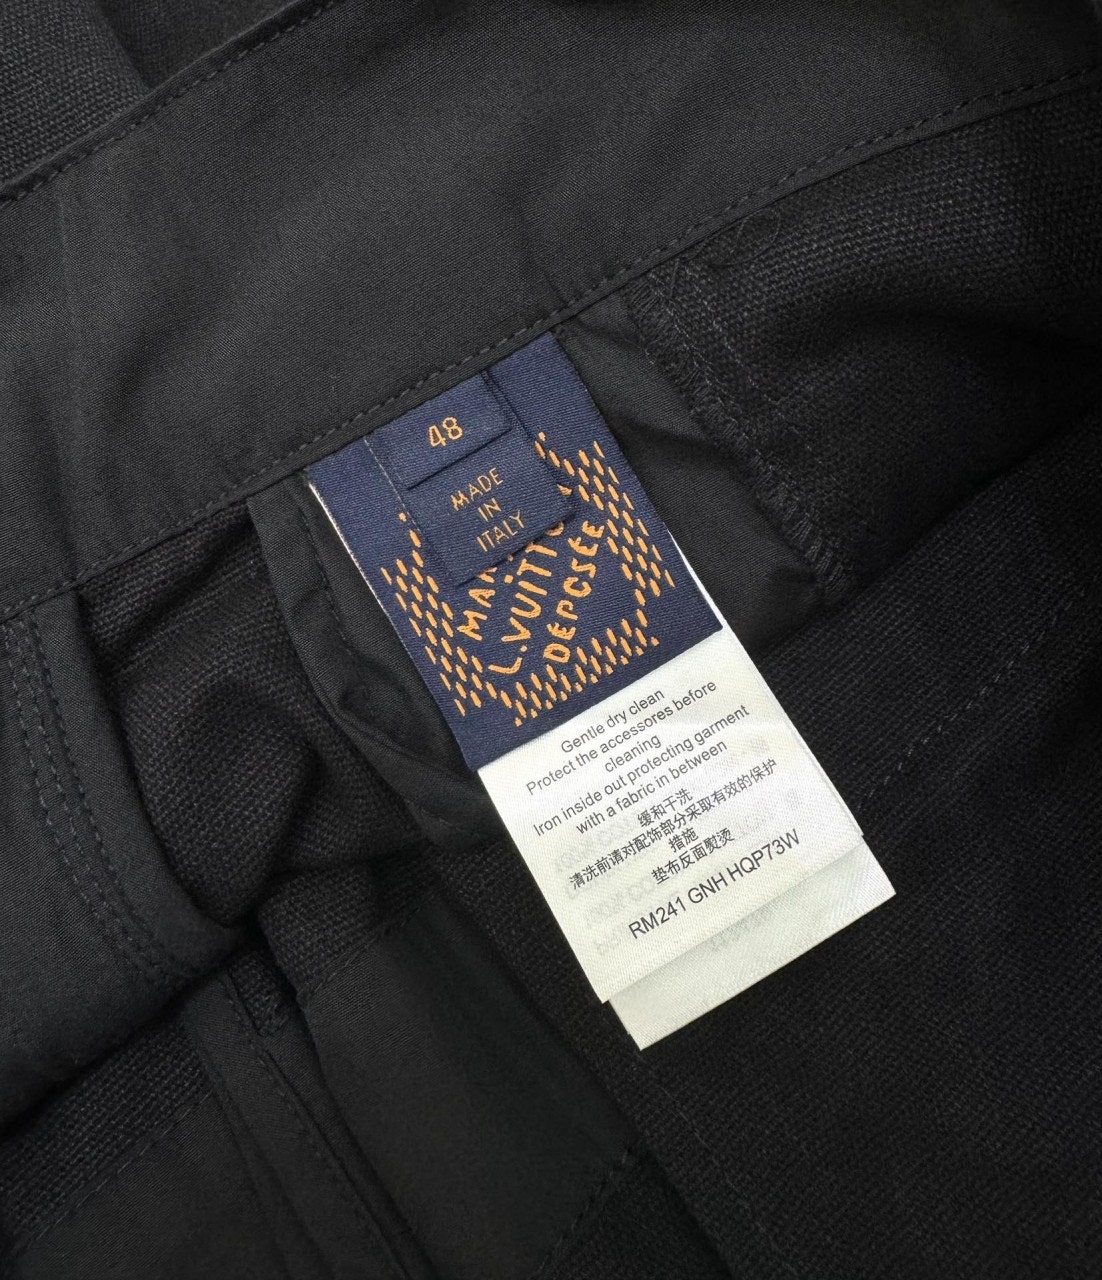 48
MADE
IN
ITALY
L.VUITTO
DEPCSEE
Gentle dry clean
Protect the accessores before
cleaning
Iron inside out protecting garment
with a fabric in between
缓和干洗
清洗前请对配饰部分采取有效的保护
措施
垫布反面熨烫
RM241 GNH HQP73W